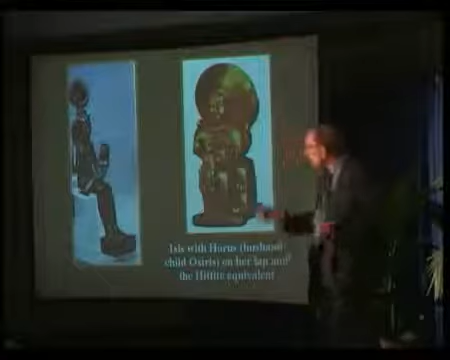 Isis with Horus (husband/
child Osiris) on her lap and
the Hittite equivalent